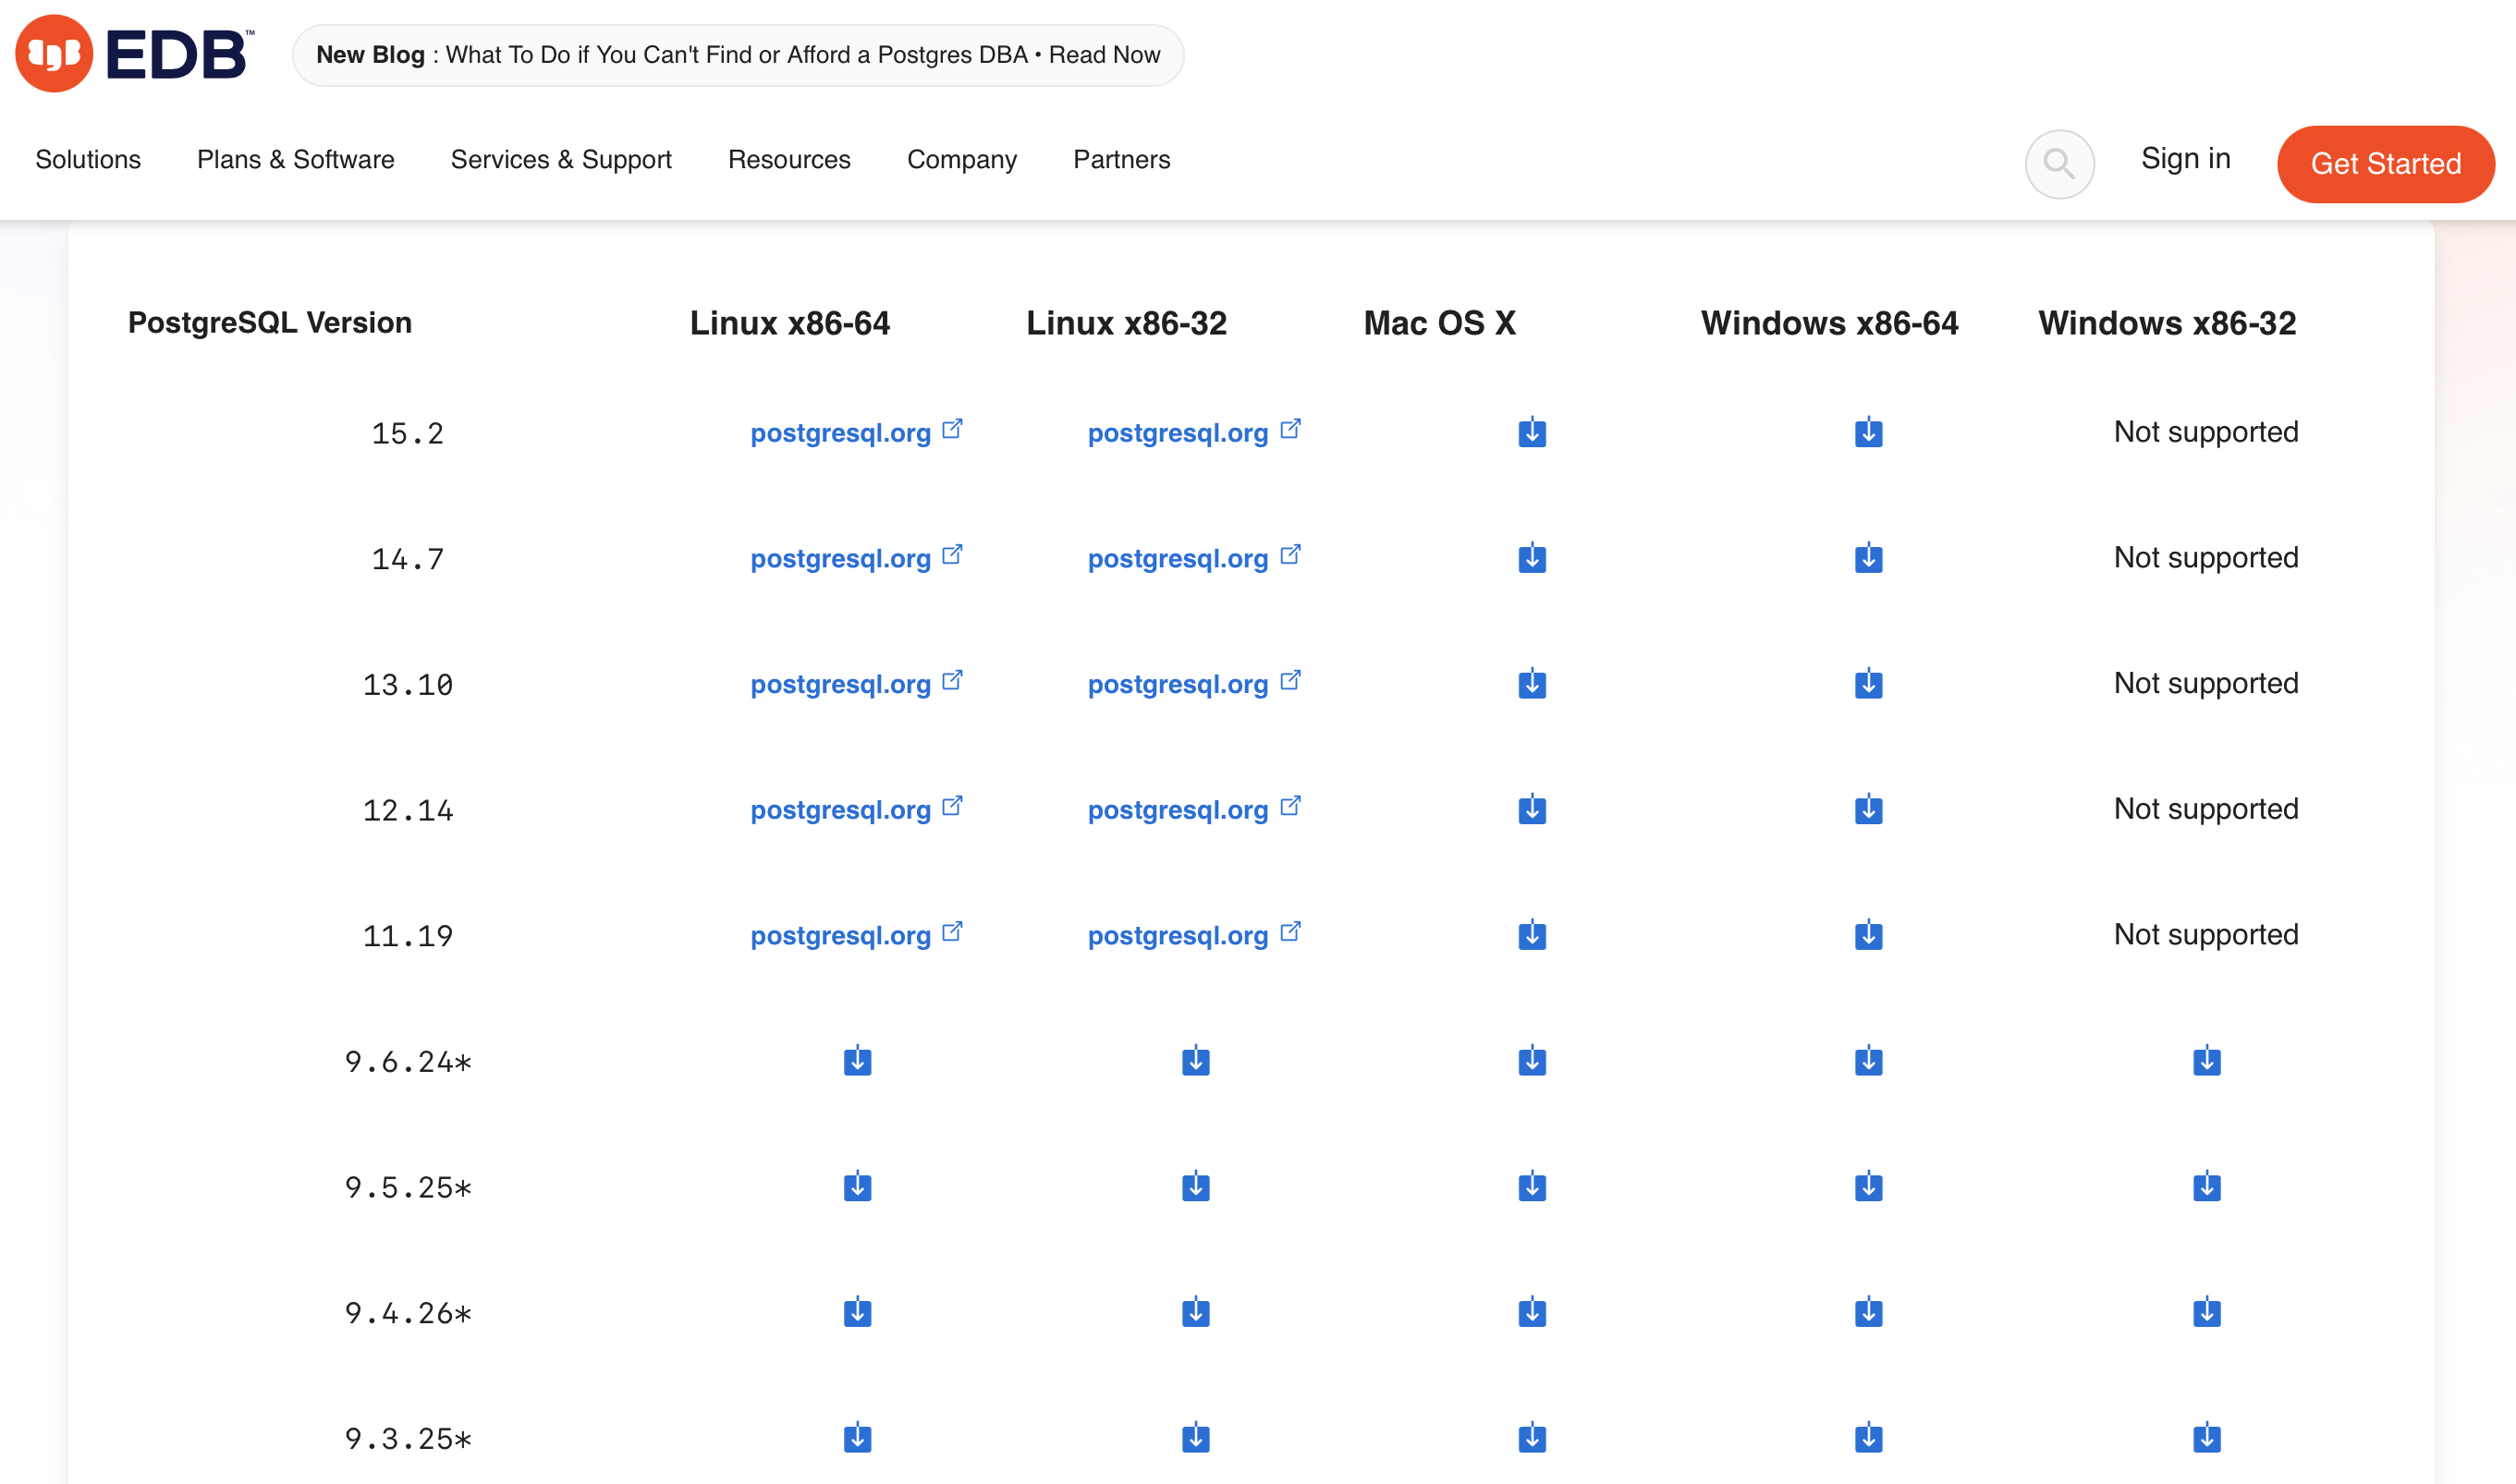 EDB™
New Blog : What To Do if You Can't Find or Afford a Postgres DBA • Read Now
Solutions Plans & Software Services & Support Resources Company Partners Sign in Get Started
PostgreSQL Version Linux x86-64 Linux x86-32 Mac OS X Windows x86-64 Windows x86-32
15.2 postgresql.org postgresql.org Not supported
14.7 postgresql.org postgresql.org Not supported
13.10 postgresql.org postgresql.org Not supported
12.14 postgresql.org postgresql.org Not supported
11.19 postgresql.org postgresql.org Not supported
9.6.24*
9.5.25*
9.4.26*
9.3.25*